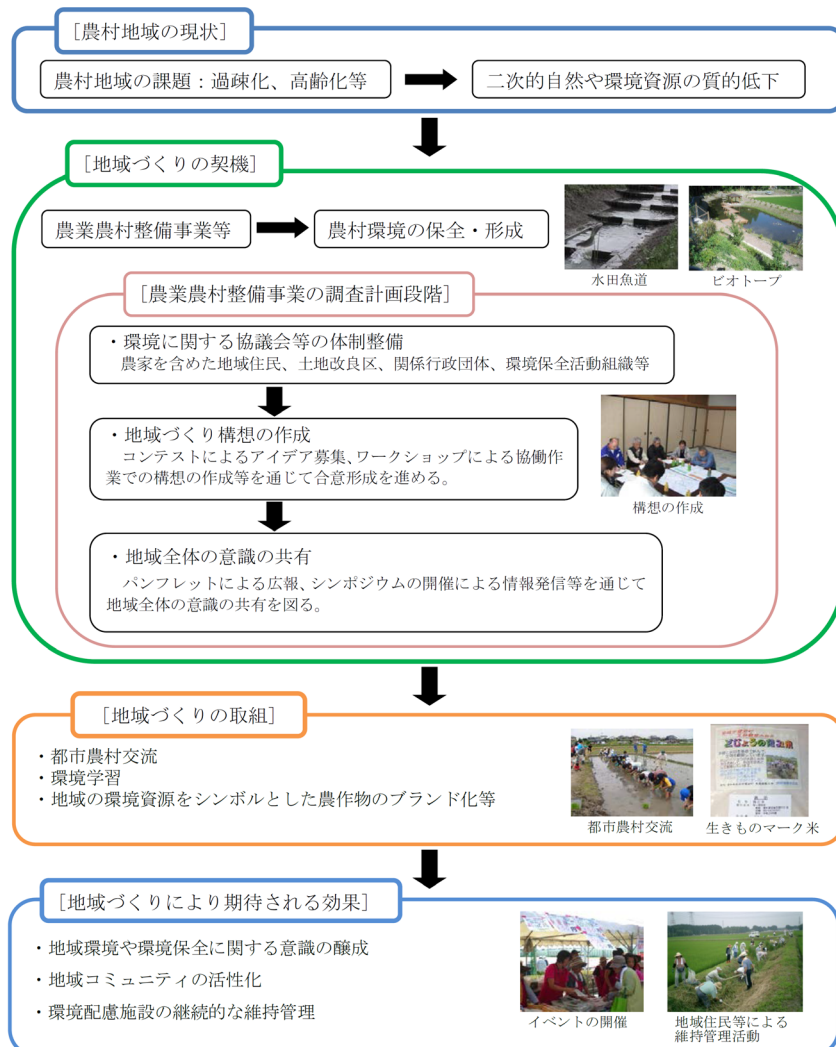 ［農村地域の現状］
農村地域の課題：過疎化、高齢化等
二次的自然や環境資源の質的低下
［地域づくりの契機］
農業農村整備事業等
農村環境の保全・形成
水田魚道
ビオトープ
［農業農村整備事業の調査計画段階］
・環境に関する協議会等の体制整備
農家を含めた地域住民、土地改良区、関係行政団体、環境保全活動組織等
・地域づくり構想の作成
コンテストによるアイデア募集、ワークショップによる協働作
業での構想の作成等を通じて合意形成を進める。
構想の作成
・地域全体の意識の共有
パンフレットによる広報、シンポジウムの開催による情報発信等を通じて
地域全体の意識の共有を図る。
［地域づくりの取組］
・都市農村交流
・環境学習
・地域の環境資源をシンボルとした農作物のブランド化等
都市農村交流
生きものマーク米
［地域づくりにより期待される効果］
・地域環境や環境保全に関する意識の醸成
・地域コミュニティの活性化
・環境配慮施設の継続的な維持管理
イベントの開催
地域住民等による
維持管理活動